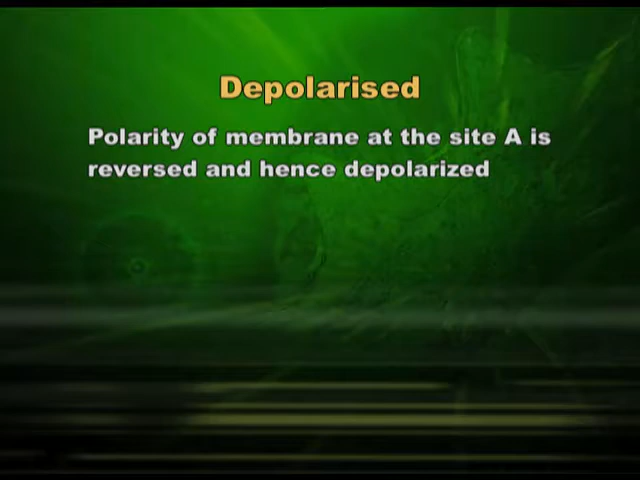 Depolarised
Polarity of membrane at the site A is
reversed and hence depolarized